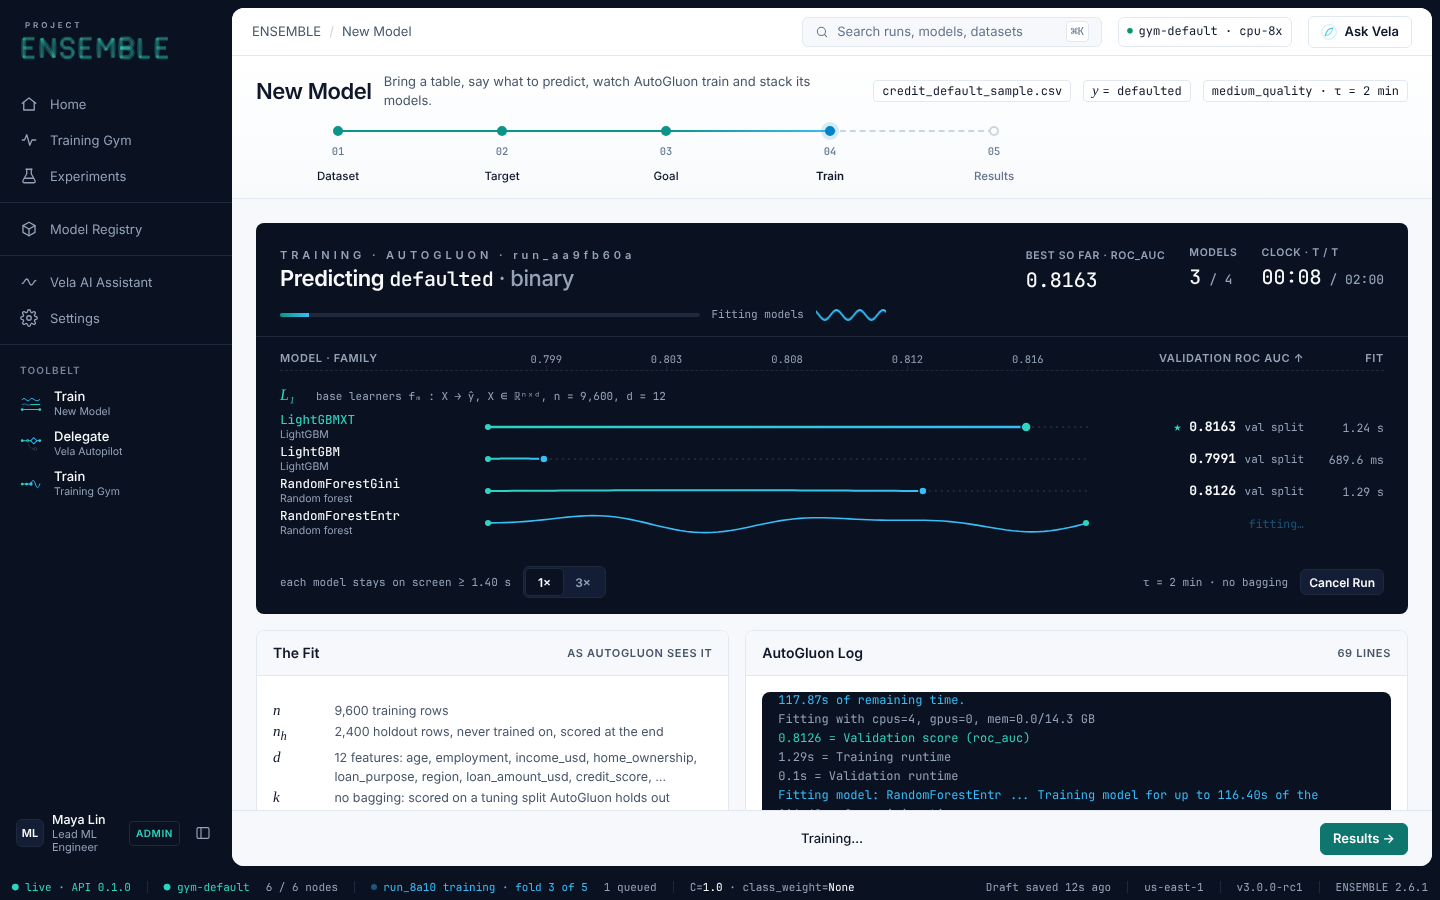 PROJECT
ENSEMBLE
Home
Training Gym
Experiments
Model Registry
Vela AI Assistant
Settings
TOOLBELT
Train
New Model
Delegate
Vela Autopilot
Train
Training Gym
ML
Maya Lin
Lead ML
Engineer
ADMIN
ENSEMBLE / New Model
Search runs, models, datasets
⌘K
gym-default · cpu-8x
Ask Vela
New Model
Bring a table, say what to predict, watch AutoGluon train and stack its
models.
credit_default_sample.csv
y = defaulted
medium_quality · τ = 2 min
01
02
03
04
05
Dataset
Target
Goal
Train
Results
TRAINING · AUTOGLUON · run_aa9fb60a
Predicting defaulted · binary
BEST SO FAR · ROC_AUC
0.8163
MODELS
3 / 4
CLOCK · T / T
00:08 / 02:00
Fitting models
MODEL · FAMILY
0.799
0.803
0.808
0.812
0.816
VALIDATION ROC AUC ↑
FIT
L₁ base learners fₘ : X → ŷ, X ∈ ℝⁿˣᵈ, n = 9,600, d = 12
LightGBMXT
LightGBM
★ 0.8163 val split
1.24 s
LightGBM
LightGBM
0.7991 val split
689.6 ms
RandomForestGini
Random forest
0.8126 val split
1.29 s
RandomForestEntr
Random forest
fitting…
each model stays on screen ≥ 1.40 s
1×
3×
τ = 2 min · no bagging
Cancel Run
The Fit
AS AUTOGLUON SEES IT
n 9,600 training rows
nₕ 2,400 holdout rows, never trained on, scored at the end
d 12 features: age, employment, income_usd, home_ownership,
loan_purpose, region, loan_amount_usd, credit_score, …
k no bagging: scored on a tuning split AutoGluon holds out
AutoGluon Log
69 LINES
117.87s of remaining time.
Fitting with cpus=4, gpus=0, mem=0.0/14.3 GB
0.8126 = Validation score (roc_auc)
1.29s = Training runtime
0.1s = Validation runtime
Fitting model: RandomForestEntr ... Training model for up to 116.40s of the
Training…
Results →
live · API 0.1.0
gym-default 6 / 6 nodes
run_8a10 training · fold 3 of 5 1 queued
C=1.0 · class_weight=None
Draft saved 12s ago
us-east-1
v3.0.0-rc1
ENSEMBLE 2.6.1